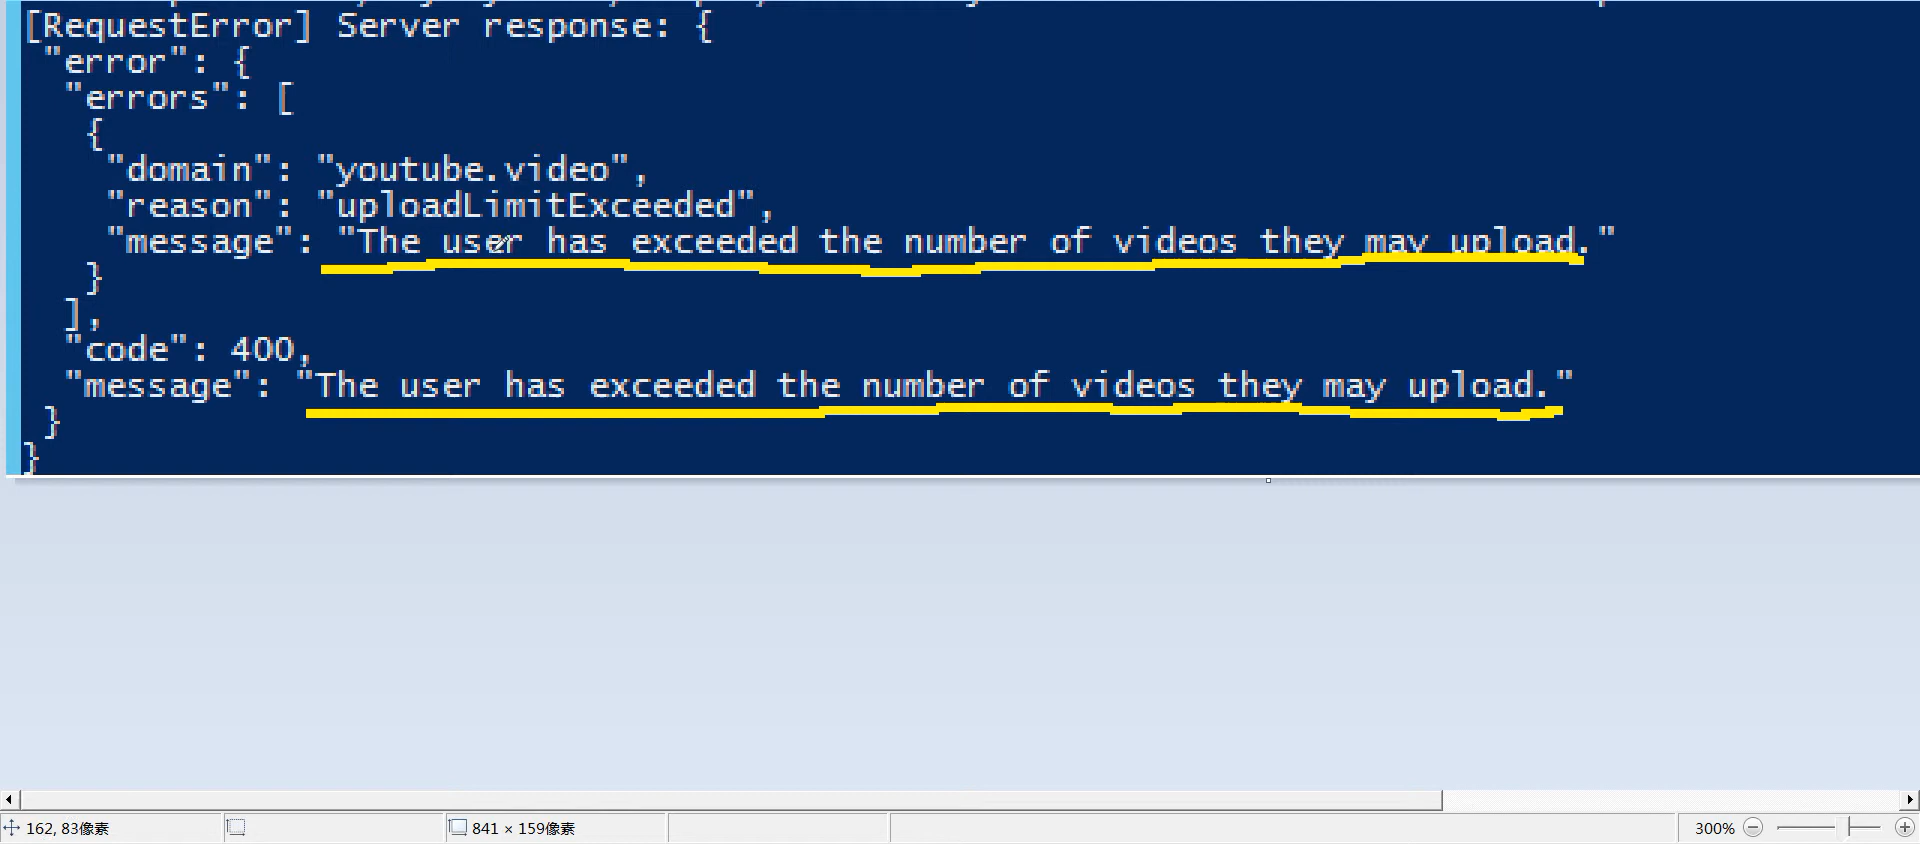 [RequestError] Server response: {
"error": {
"errors": [
{
"domain": "youtube.video",
"reason": "uploadLimitExceeded",
"message": "The user has exceeded the number of videos they may upload."
}
],
"code": 400,
"message": "The user has exceeded the number of videos they may upload."
}
}
162, 83像素
841 × 159像素
300%